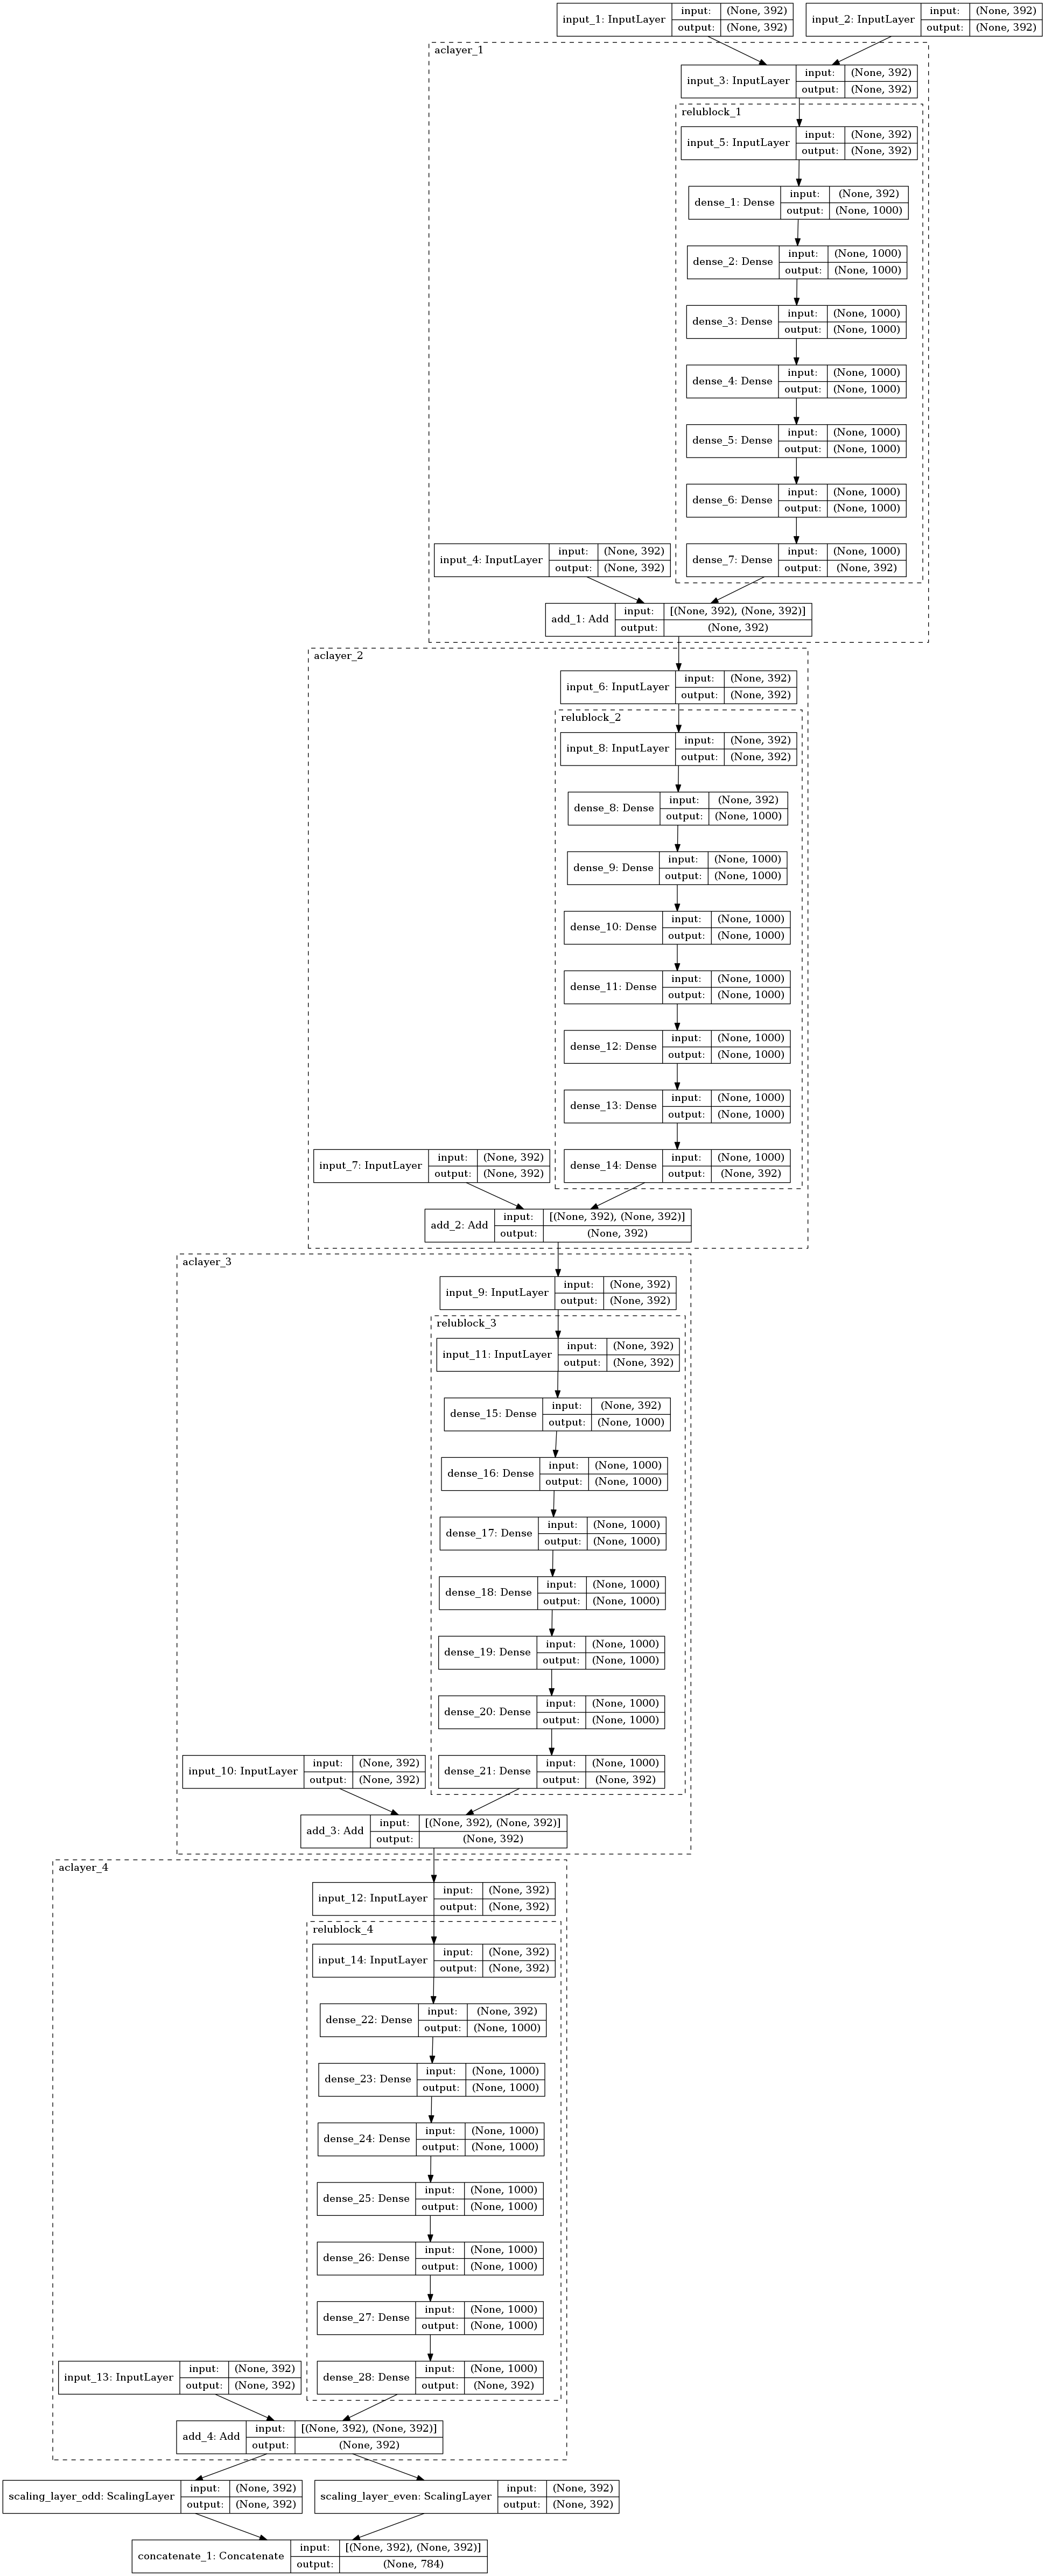 input_1: InputLayer input: (None, 392) output: (None, 392)
input_2: InputLayer input: (None, 392) output: (None, 392)
aclayer_1
input_3: InputLayer input: (None, 392) output: (None, 392)
relublock_1
input_5: InputLayer input: (None, 392) output: (None, 392)
dense_1: Dense input: (None, 392) output: (None, 1000)
dense_2: Dense input: (None, 1000) output: (None, 1000)
dense_3: Dense input: (None, 1000) output: (None, 1000)
dense_4: Dense input: (None, 1000) output: (None, 1000)
dense_5: Dense input: (None, 1000) output: (None, 1000)
dense_6: Dense input: (None, 1000) output: (None, 1000)
input_4: InputLayer input: (None, 392) output: (None, 392)
dense_7: Dense input: (None, 1000) output: (None, 392)
add_1: Add input: [(None, 392), (None, 392)] output: (None, 392)
aclayer_2
input_6: InputLayer input: (None, 392) output: (None, 392)
relublock_2
input_8: InputLayer input: (None, 392) output: (None, 392)
dense_8: Dense input: (None, 392) output: (None, 1000)
dense_9: Dense input: (None, 1000) output: (None, 1000)
dense_10: Dense input: (None, 1000) output: (None, 1000)
dense_11: Dense input: (None, 1000) output: (None, 1000)
dense_12: Dense input: (None, 1000) output: (None, 1000)
dense_13: Dense input: (None, 1000) output: (None, 1000)
input_7: InputLayer input: (None, 392) output: (None, 392)
dense_14: Dense input: (None, 1000) output: (None, 392)
add_2: Add input: [(None, 392), (None, 392)] output: (None, 392)
aclayer_3
input_9: InputLayer input: (None, 392) output: (None, 392)
relublock_3
input_11: InputLayer input: (None, 392) output: (None, 392)
dense_15: Dense input: (None, 392) output: (None, 1000)
dense_16: Dense input: (None, 1000) output: (None, 1000)
dense_17: Dense input: (None, 1000) output: (None, 1000)
dense_18: Dense input: (None, 1000) output: (None, 1000)
dense_19: Dense input: (None, 1000) output: (None, 1000)
dense_20: Dense input: (None, 1000) output: (None, 1000)
input_10: InputLayer input: (None, 392) output: (None, 392)
dense_21: Dense input: (None, 1000) output: (None, 392)
add_3: Add input: [(None, 392), (None, 392)] output: (None, 392)
aclayer_4
input_12: InputLayer input: (None, 392) output: (None, 392)
relublock_4
input_14: InputLayer input: (None, 392) output: (None, 392)
dense_22: Dense input: (None, 392) output: (None, 1000)
dense_23: Dense input: (None, 1000) output: (None, 1000)
dense_24: Dense input: (None, 1000) output: (None, 1000)
dense_25: Dense input: (None, 1000) output: (None, 1000)
dense_26: Dense input: (None, 1000) output: (None, 1000)
dense_27: Dense input: (None, 1000) output: (None, 1000)
input_13: InputLayer input: (None, 392) output: (None, 392)
dense_28: Dense input: (None, 1000) output: (None, 392)
add_4: Add input: [(None, 392), (None, 392)] output: (None, 392)
scaling_layer_odd: ScalingLayer input: (None, 392) output: (None, 392)
scaling_layer_even: ScalingLayer input: (None, 392) output: (None, 392)
concatenate_1: Concatenate input: [(None, 392), (None, 392)] output: (None, 784)